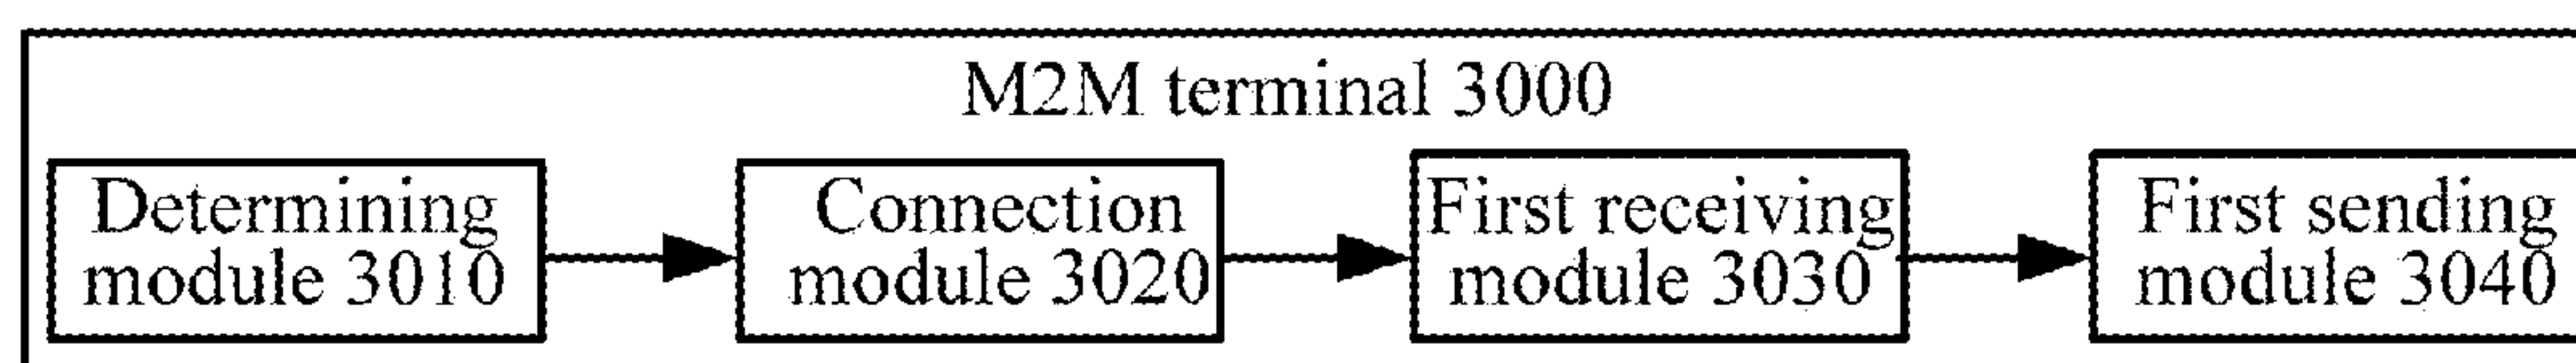 M2M terminal 3000
Determining
module 3010
Connection
module 3020
First receiving
module 3030
First sending
module 3040